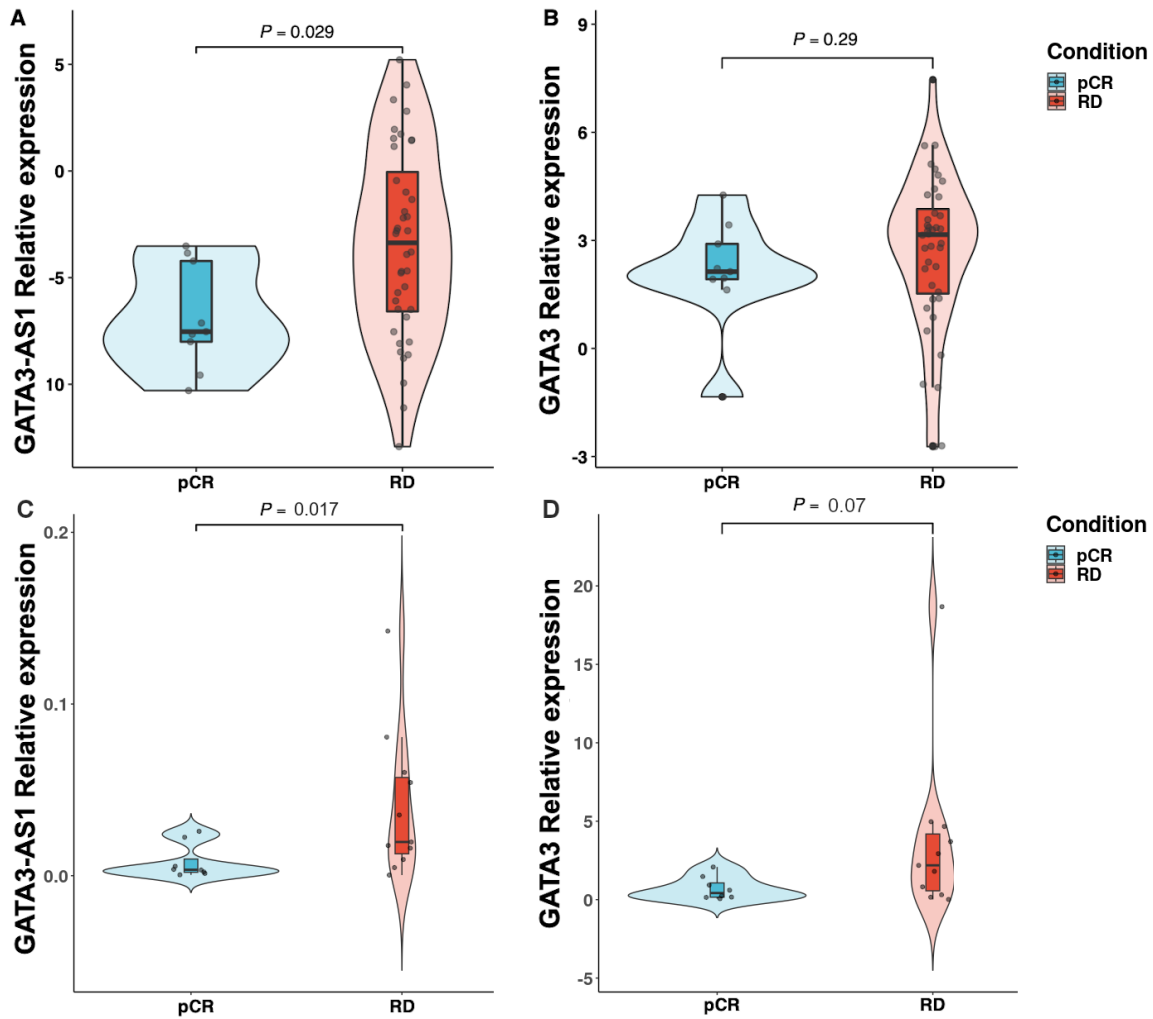 A
GATA3-AS1 Relative expression
P = 0.029
5
0
-5
10
pCR
RD
B
GATA3 Relative expression
P = 0.29
9
6
3
0
-3
pCR
RD
Condition
pCR
RD
C
GATA3-AS1 Relative expression
P = 0.017
0.2
0.1
0.0
pCR
RD
D
GATA3 Relative expression
P = 0.07
20
15
10
5
0
-5
pCR
RD
Condition
pCR
RD